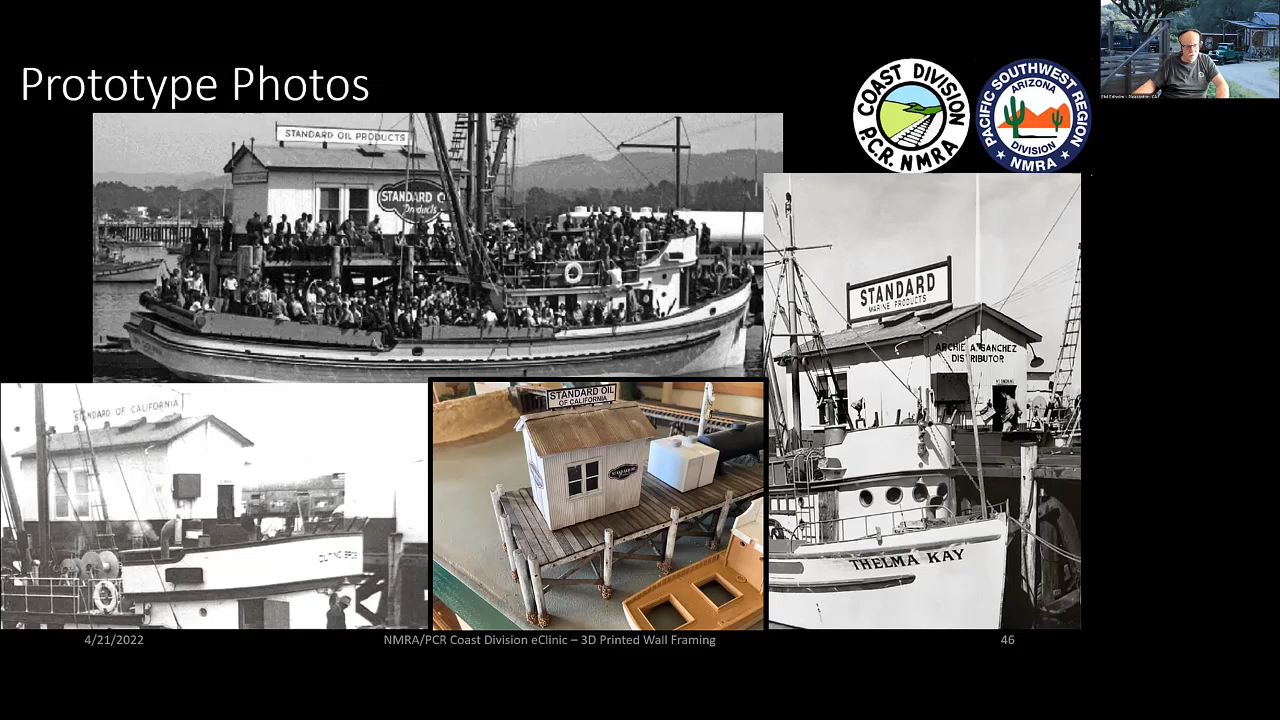 Prototype Photos
COAST DIVISION
P.C.R. NMRA
PACIFIC SOUTHWEST REGION
ARIZONA
DIVISION
NMRA
STANDARD OIL PRODUCTS
STANDARD O
Products
STANDARD
MARINE PRODUCTS
ARCHIE A. SANCHEZ
DISTRIBUTOR
THELMA KAY
STANDARD OF CALIFORNIA
STANDARD OIL
OF CALIFORNIA
4/21/2022
NMRA/PCR Coast Division eClinic – 3D Printed Wall Framing
46